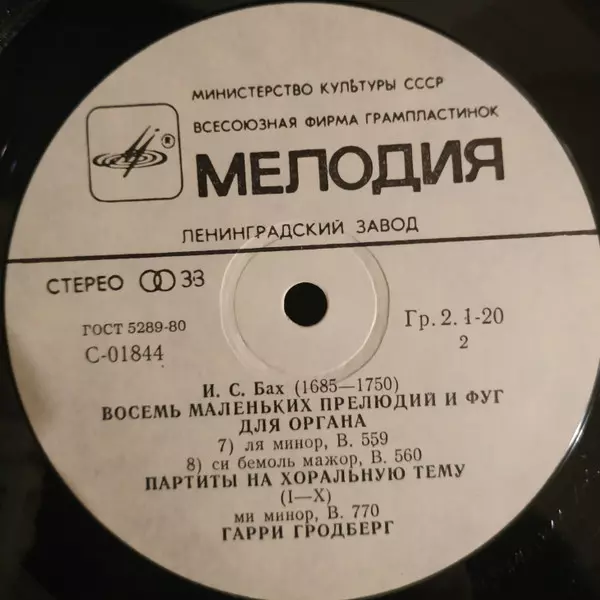 МИНИСТЕРСТВО КУЛЬТУРЫ СССР
ВСЕСОЮЗНАЯ ФИРМА ГРАМПЛАСТИНОК
®
МЕЛОДИЯ
ЛЕНИНГРАДСКИЙ ЗАВОД
СТЕРЕО 33
ГОСТ 5289-80
С-01844
Гр. 2. 1-20
2
И. С. Бах (1685—1750)
ВОСЕМЬ МАЛЕНЬКИХ ПРЕЛЮДИЙ И ФУГ
ДЛЯ ОРГАНА
7) ля минор, В. 559
8) си бемоль мажор, В. 560
ПАРТИТЫ НА ХОРАЛЬНУЮ ТЕМУ
(I—X)
ми минор, В. 770
ГАРРИ ГРОДБЕРГ